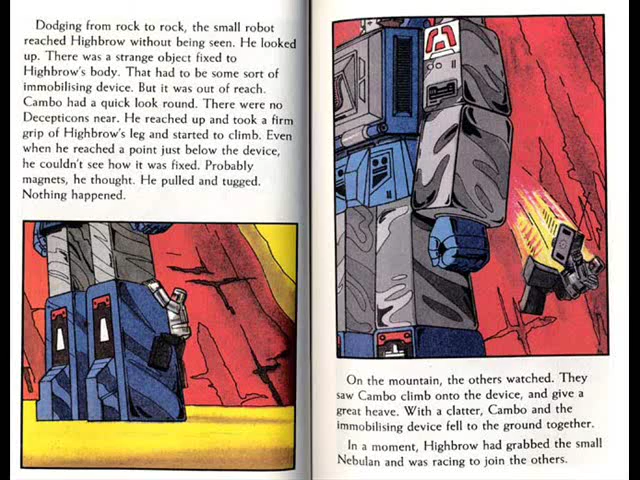 Dodging from rock to rock, the small robot
reached Highbrow without being seen. He looked
up. There was a strange object fixed to
Highbrow's body. That had to be some sort of
immobilising device. But it was out of reach.
Cambo had a quick look round. There were no
Decepticons near. He reached up and took a firm
grip of Highbrow's leg and started to climb. Even
when he reached a point just below the device,
he couldn't see how it was fixed. Probably
magnets, he thought. He pulled and tugged.
Nothing happened.
On the mountain, the others watched. They
saw Cambo climb onto the device, and give a
great heave. With a clatter, Cambo and the
immobilising device fell to the ground together.
In a moment, Highbrow had grabbed the small
Nebulan and was racing to join the others.